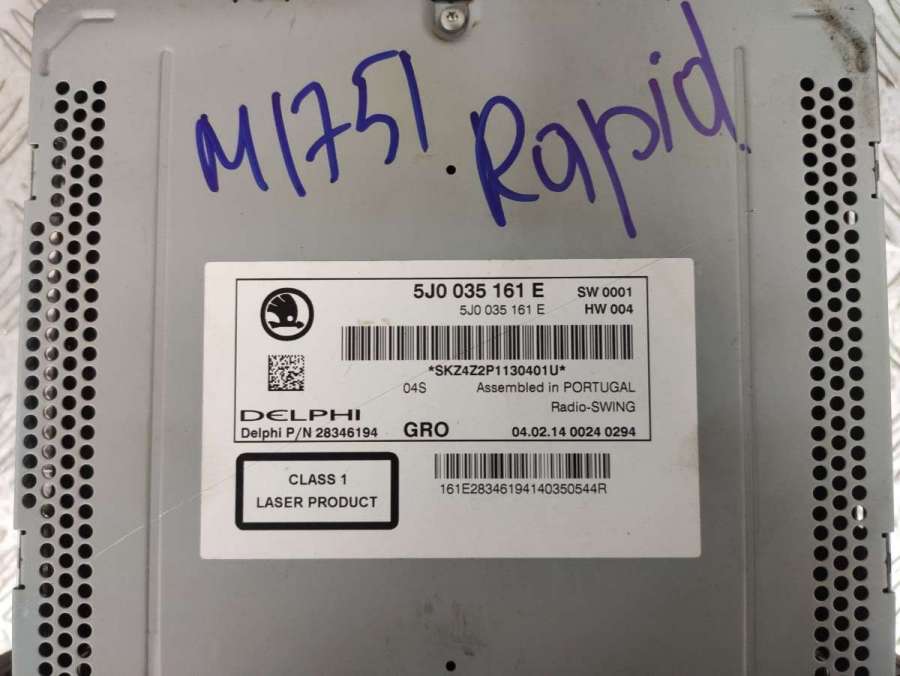 M1751 Rapid
5J0 035 161 E SW 0001
5J0 035 161 E HW 004
*SKZ4Z2P1130401U*
04S Assembled in PORTUGAL
Radio-SWING
DELPHI
Delphi P/N 28346194 GRO 04.02.14 0024 0294
CLASS 1
LASER PRODUCT
161E28346194140350544R